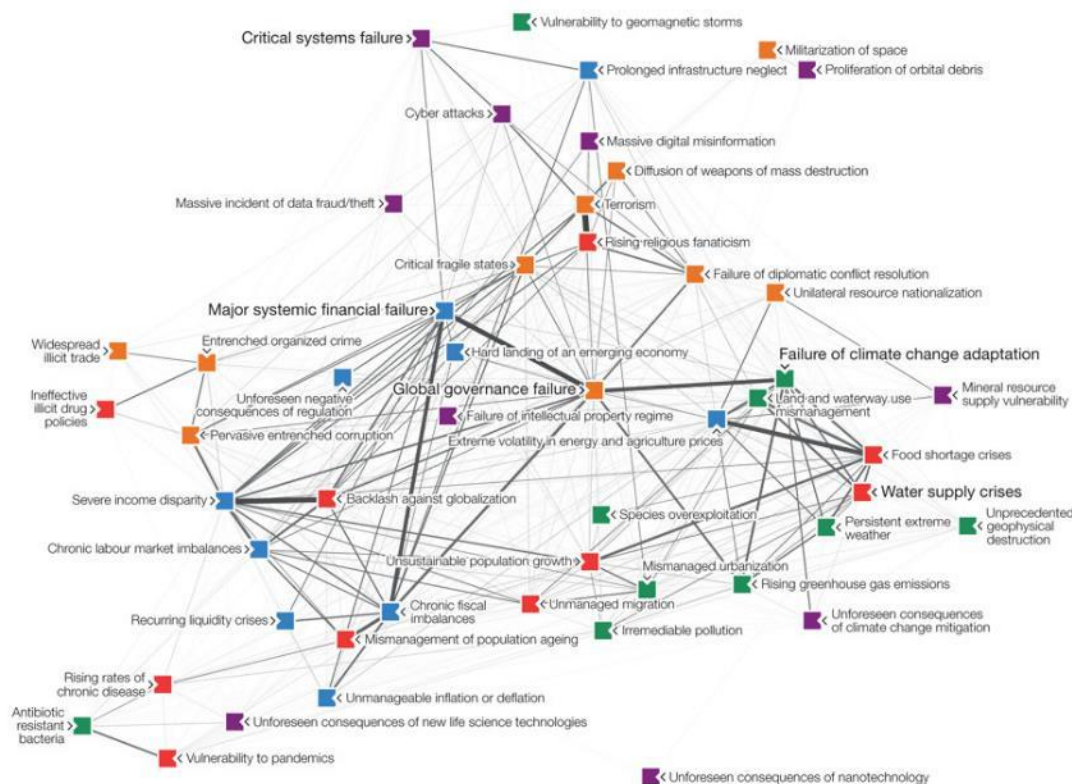 Vulnerability to geomagnetic storms
Critical systems failure
Militarization of space
Prolonged infrastructure neglect
Proliferation of orbital debris
Cyber attacks
Massive digital misinformation
Diffusion of weapons of mass destruction
Massive incident of data fraud/theft
Terrorism
Rising religious fanaticism
Critical fragile states
Failure of diplomatic conflict resolution
Unilateral resource nationalization
Major systemic financial failure
Widespread
illicit trade
Entrenched organized crime
Hard landing of an emerging economy
Failure of climate change adaptation
Ineffective
illicit drug
policies
Unforeseen negative
consequences of regulation
Global governance failure
Land and waterway use
mismanagement
Mineral resource
supply vulnerability
Failure of intellectual property regime
Pervasive entrenched corruption
Extreme volatility in energy and agriculture prices
Food shortage crises
Severe income disparity
Backlash against globalization
Water supply crises
Species overexploitation
Persistent extreme
weather
Unprecedented
geophysical
destruction
Chronic labour market imbalances
Unsustainable population growth
Mismanaged urbanization
Rising greenhouse gas emissions
Unmanaged migration
Recurring liquidity crises
Chronic fiscal
imbalances
Irremediable pollution
Unforeseen consequences
of climate change mitigation
Mismanagement of population ageing
Rising rates of
chronic disease
Unmanageable inflation or deflation
Antibiotic
resistant
bacteria
Unforeseen consequences of new life science technologies
Vulnerability to pandemics
Unforeseen consequences of nanotechnology